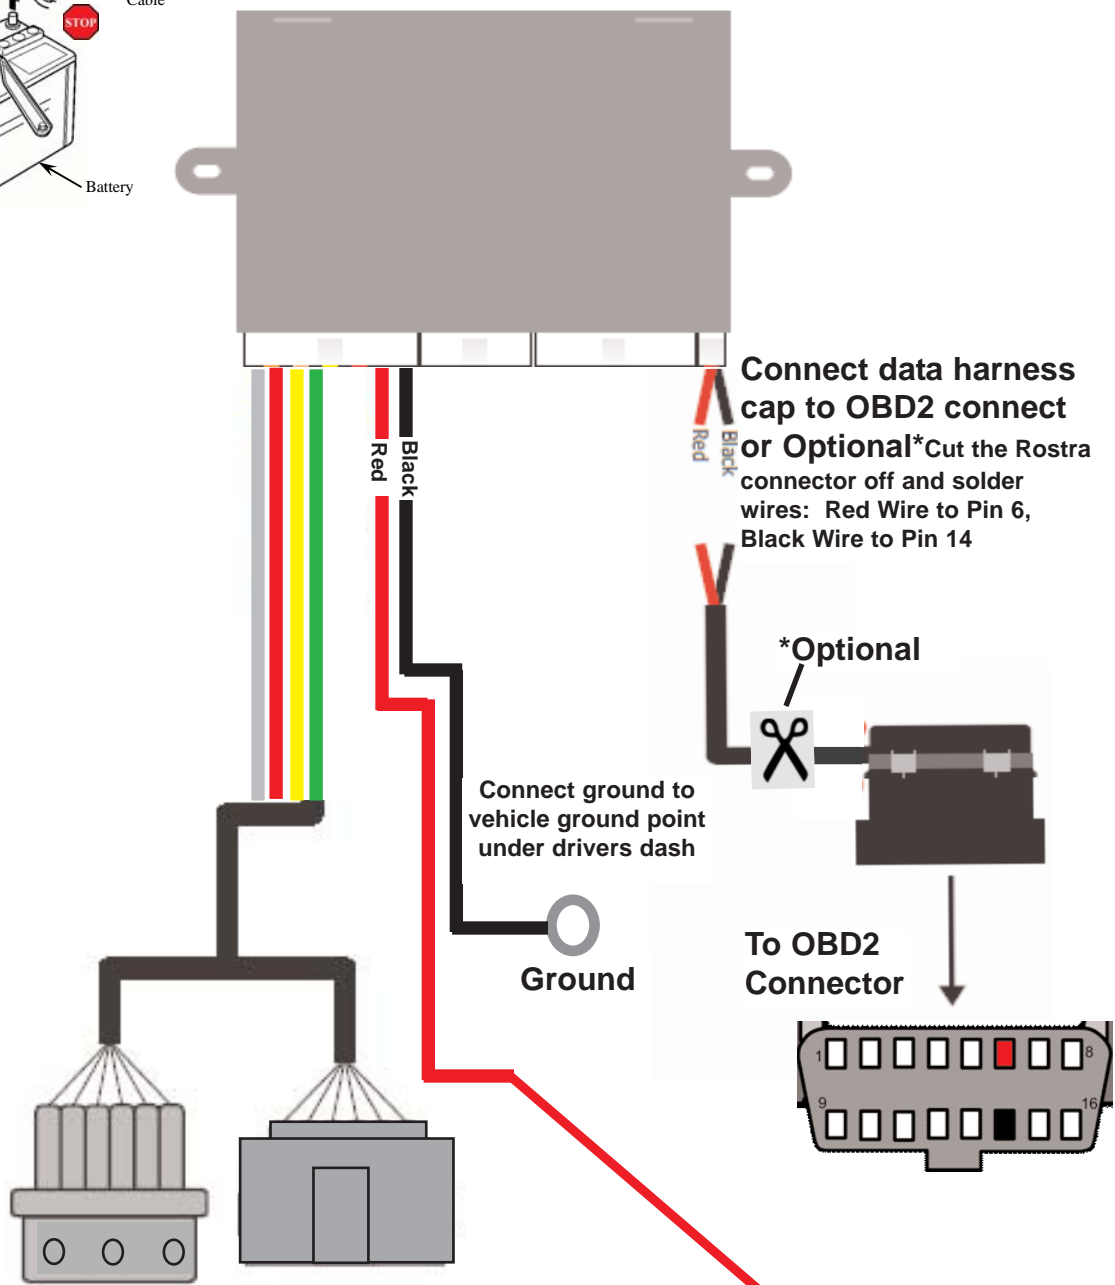 Cable
STOP
Battery
Connect data harness
cap to OBD2 connect
or Optional*Cut the Rostra
connector off and solder
wires: Red Wire to Pin 6,
Black Wire to Pin 14
Red
Black
Red
Black
*Optional
Connect ground to
vehicle ground point
under drivers dash
Ground
To OBD2
Connector
1
8
9
16